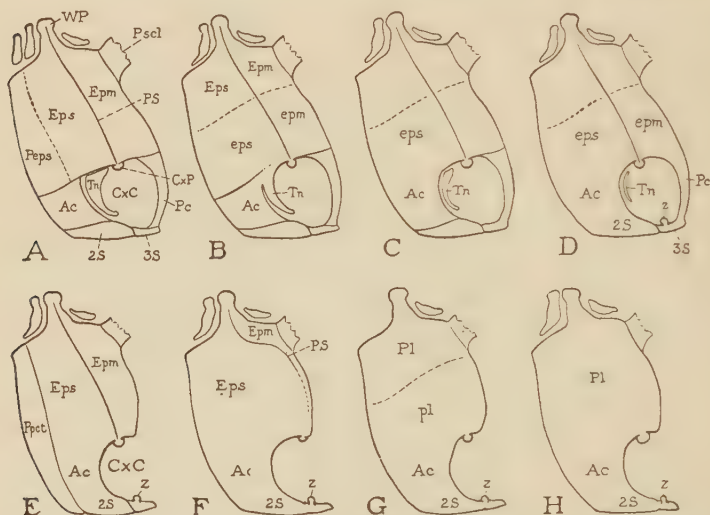 WP
Pscl
Eps
Epm
PS
Peps
Tn
CxC
CxP
Ac
Pc
2S
3S
A
Epm
Eps
epm
eps
Tn
Ac
B
eps
Ac
Tn
C
eps
epm
Pc
Ac
Tn
z
2S
3S
D
Epm
Eps
Ppct
CxC
Ac
z
2S
E
Epm
PS
Eps
Ac
z
2S
F
Pl
pl
Ac
z
2S
G
Pl
Ac
z
2S
H